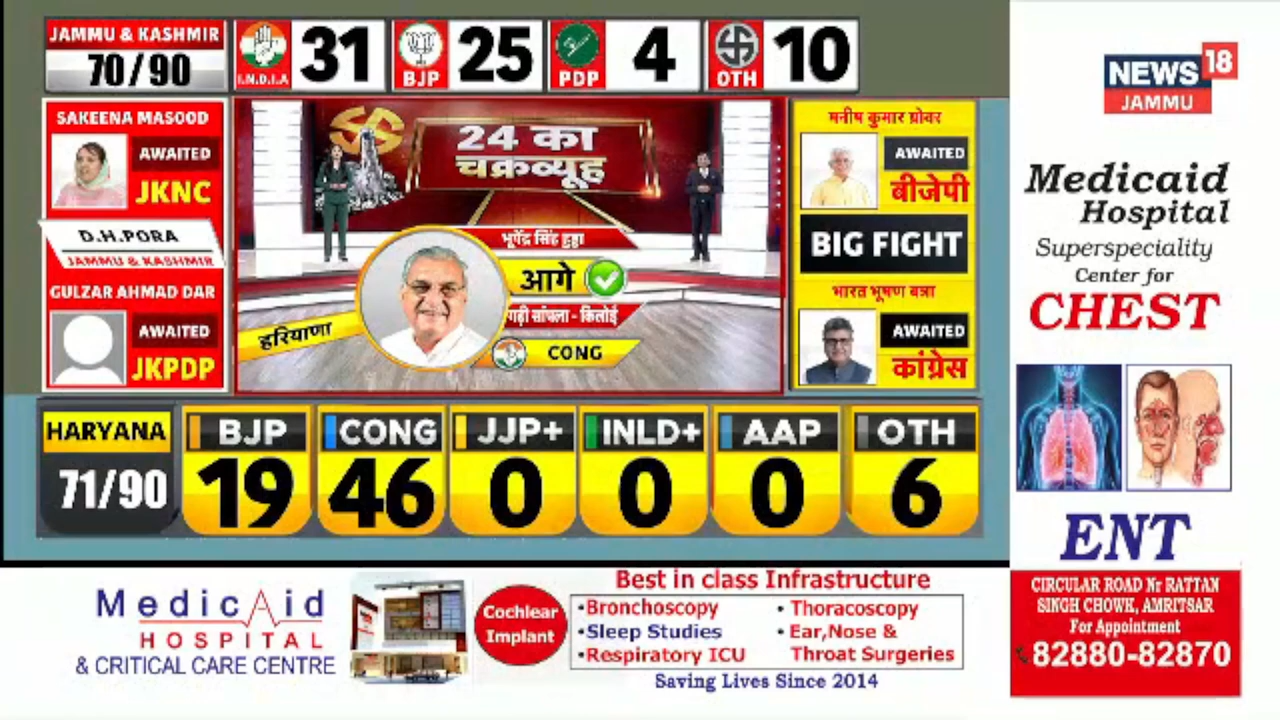 JAMMU & KASHMIR
70/90
I.N.D.I.A
31
BJP
25
PDP
4
OTH
10
NEWS 18
JAMMU
SAKEENA MASOOD
AWAITED
JKNC
D.H.PORA
JAMMU & KASHMIR
GULZAR AHMAD DAR
AWAITED
JKPDP
24 का
चक्रव्यूह
भूपेंद्र सिंह हुड्डा
आगे
गढ़ी सांपला - किलोई
CONG
हरियाणा
मनीष कुमार ग्रोवर
AWAITED
बीजेपी
BIG FIGHT
भारत भूषण बत्रा
AWAITED
कांग्रेस
Medicaid
Hospital
Superspeciality
Center for
CHEST
ENT
CIRCULAR ROAD Nr RATTAN
SINGH CHOWK, AMRITSAR
For Appointment
82880-82870
HARYANA
71/90
BJP
19
CONG
46
JJP+
0
INLD+
0
AAP
0
OTH
6
MedicAid
HOSPITAL
& CRITICAL CARE CENTRE
Cochlear
Implant
Best in class Infrastructure
•Bronchoscopy
•Sleep Studies
•Respiratory ICU
• Thoracoscopy
• Ear,Nose &
Throat Surgeries
Saving Lives Since 2014